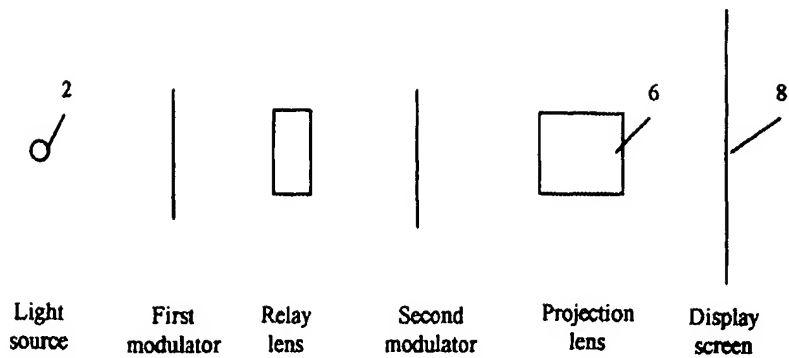 2
6
8
Light
source
First
modulator
Relay
lens
Second
modulator
Projection
lens
Display
screen